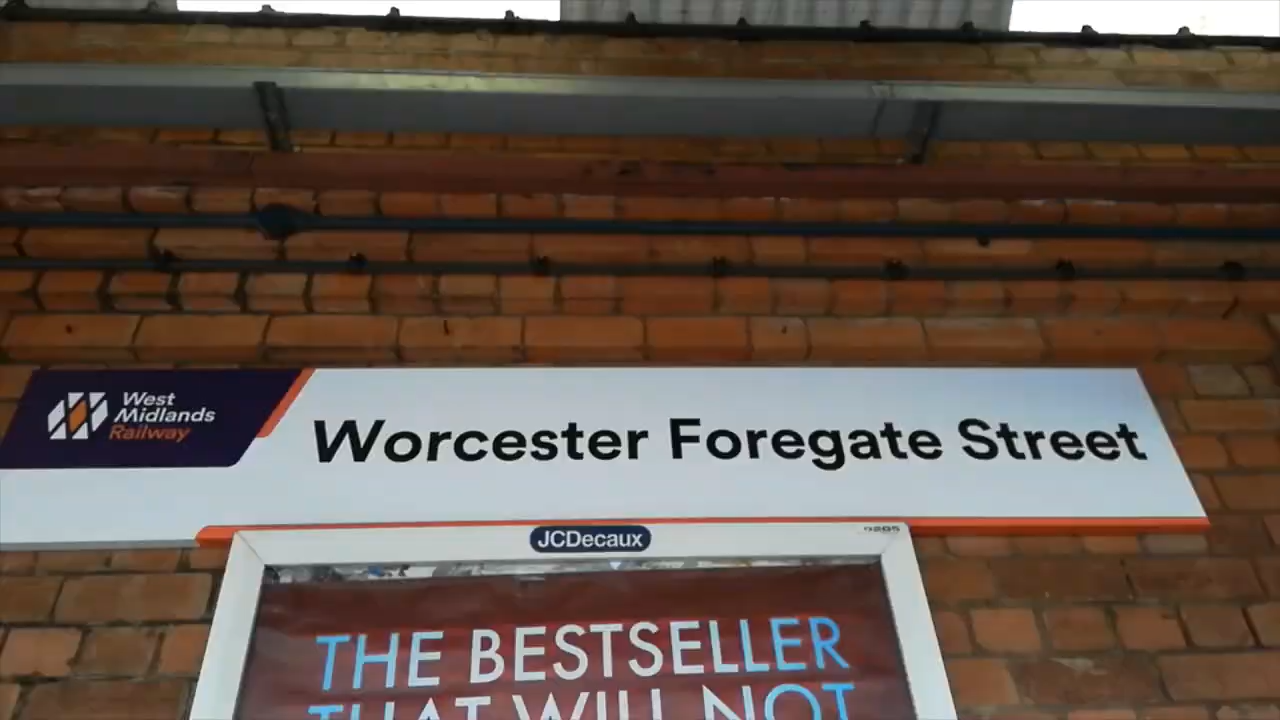 West
Midlands
Railway
Worcester Foregate Street
JCDecaux
THE BESTSELLER
THAT WILL NOT